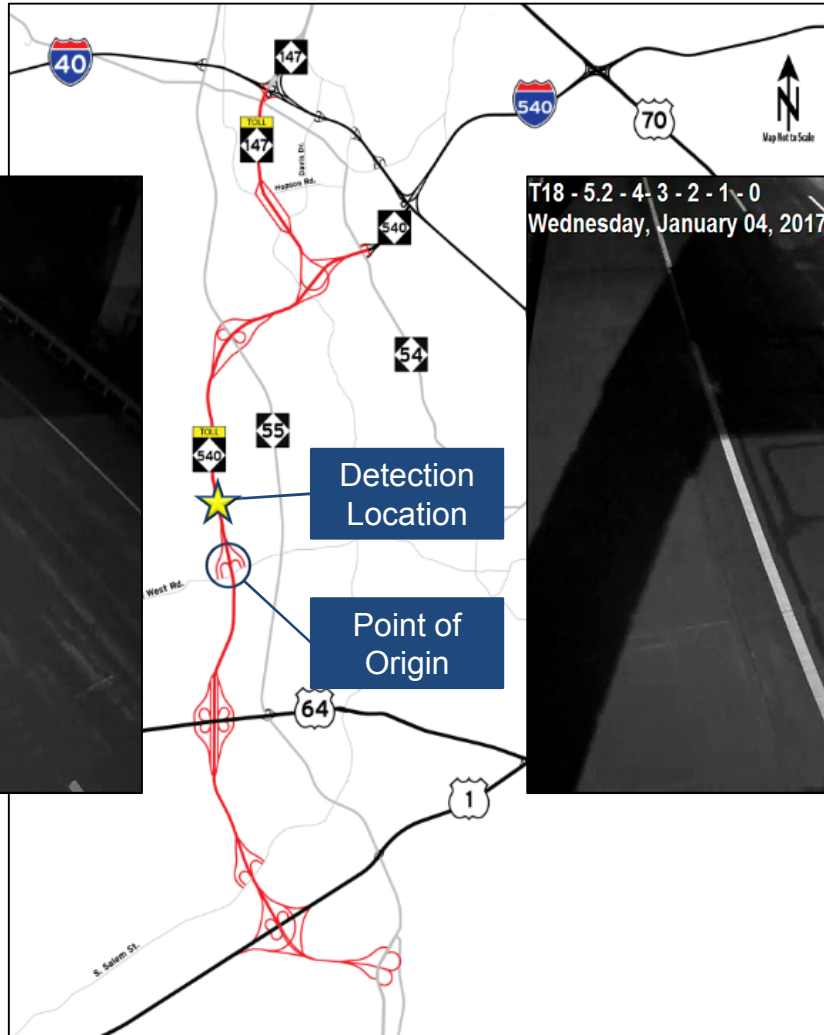 147
40
540
70
N
Map Not to Scale
TOLL
147
Davis Dr.
Hopson Rd.
T18 - 5.2 - 4- 3 - 2 - 1 - 0
Wednesday, January 04, 2017
540
54
TOLL
540
55
Detection
Location
West Rd.
Point of
Origin
64
1
S. Salem St.